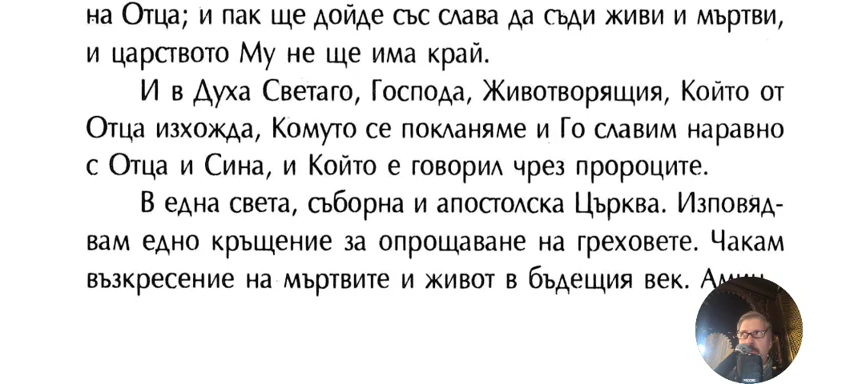 на Отца; и пак ще дойде със слава да съди живи и мъртви,
и царството Му не ще има край.
И в Духа Светаго, Господа, Животворящия, Който от
Отца изхожда, Комуто се покланяме и Го славим наравно
с Отца и Сина, и Който е говорил чрез пророците.
В една света, съборна и апостолска Църква. Изповяд-
вам едно кръщение за опрощаване на греховете. Чакам
възкресение на мъртвите и живот в бъдещия век.